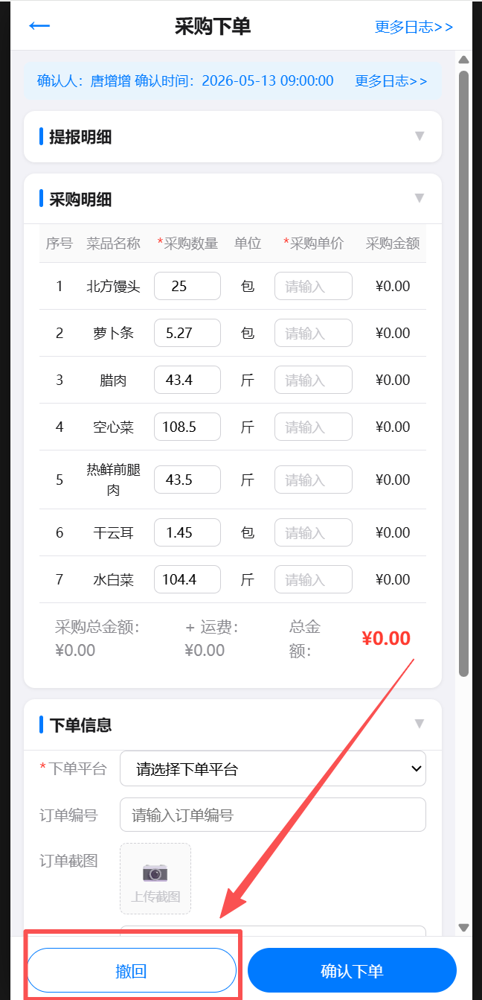 ← 采购下单 更多日志>>
确认人：唐增增 确认时间：2026-05-13 09:00:00 更多日志>>
提报明细 ▼
采购明细 ▼
序号 菜品名称 *采购数量 单位 *采购单价 采购金额
1 北方馒头 25 包 请输入 ¥0.00
2 萝卜条 5.27 包 请输入 ¥0.00
3 腊肉 43.4 斤 请输入 ¥0.00
4 空心菜 108.5 斤 请输入 ¥0.00
5 热鲜前腿 43.5 斤 请输入 ¥0.00
肉
6 干云耳 1.45 包 请输入 ¥0.00
7 水白菜 104.4 斤 请输入 ¥0.00
采购总金额： + 运费： 总金 ¥0.00
¥0.00 ¥0.00 额：
下单信息 ▼
*下单平台 请选择下单平台
订单编号 请输入订单编号
订单截图
上传截图
撤回 确认下单